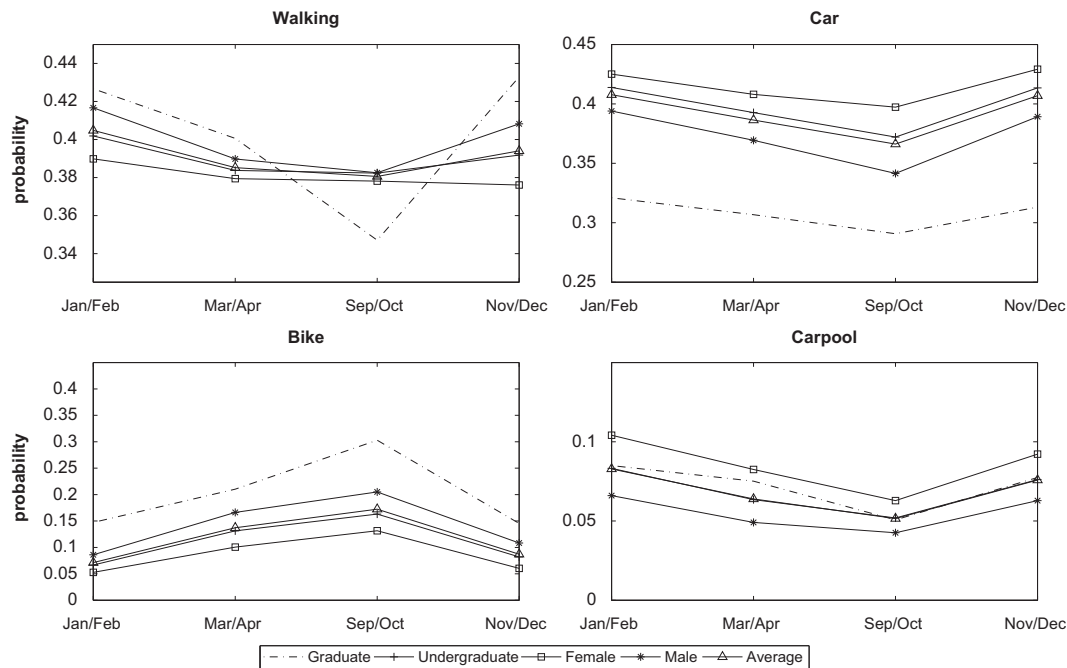 Walking
probability
0.44
0.42
0.4
0.38
0.36
0.34
Jan/Feb Mar/Apr Sep/Oct Nov/Dec
Car
0.45
0.4
0.35
0.3
0.25
Jan/Feb Mar/Apr Sep/Oct Nov/Dec
Bike
probability
0.4
0.35
0.3
0.25
0.2
0.15
0.1
0.05
0
Jan/Feb Mar/Apr Sep/Oct Nov/Dec
Carpool
0.1
0.05
0
Jan/Feb Mar/Apr Sep/Oct Nov/Dec
Graduate Undergraduate Female Male Average